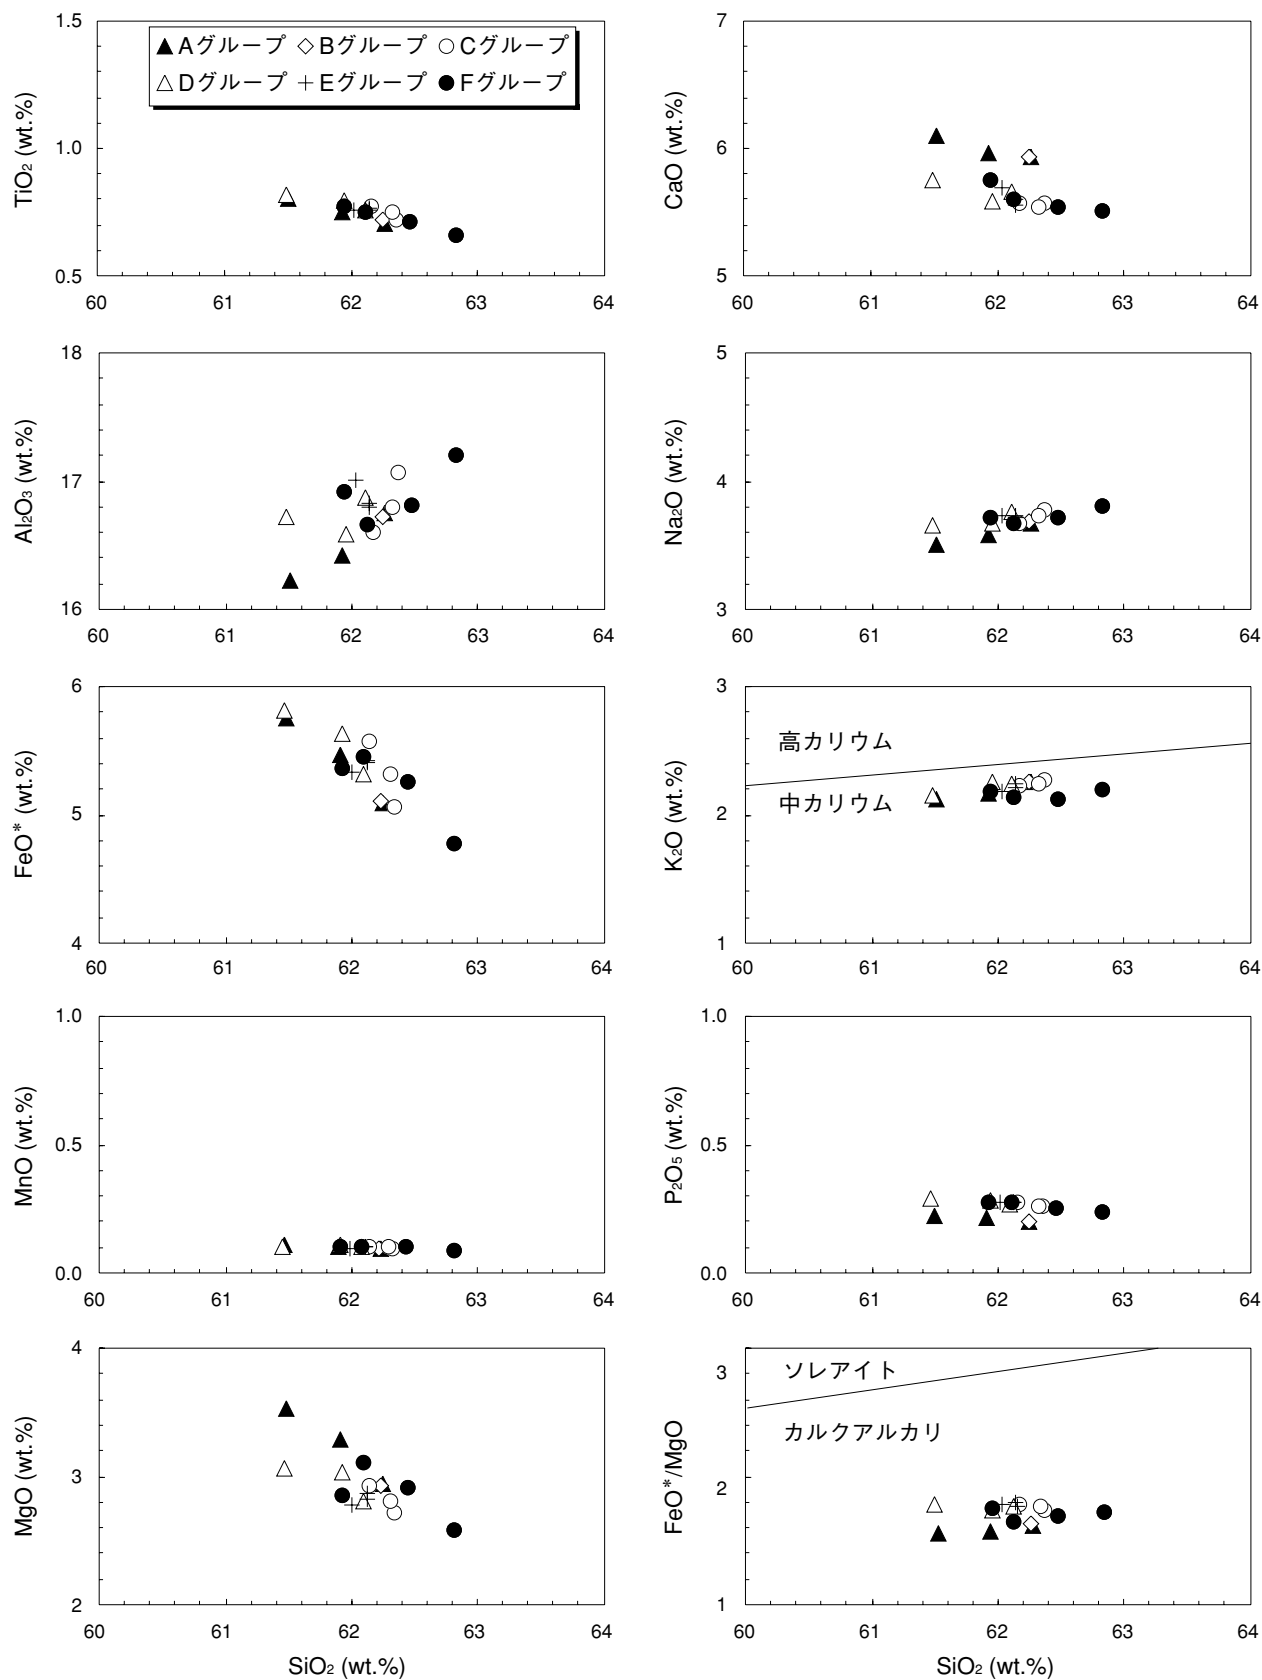 1.5
▲Aグループ ◇Bグループ ○Cグループ
△Dグループ +Eグループ ●Fグループ
1.0
0.5
TiO₂ (wt.%)
60 61 62 63 64
7
6
5
CaO (wt.%)
60 61 62 63 64
18
17
16
Al₂O₃ (wt.%)
60 61 62 63 64
5
4
3
Na₂O (wt.%)
60 61 62 63 64
6
5
4
FeO* (wt.%)
60 61 62 63 64
3
高カリウム
中カリウム
2
1
K₂O (wt.%)
60 61 62 63 64
1.0
0.5
0.0
MnO (wt.%)
60 61 62 63 64
1.0
0.5
0.0
P₂O₅ (wt.%)
60 61 62 63 64
4
3
2
MgO (wt.%)
60 61 62 63 64
SiO₂ (wt.%)
3
ソレアイト
カルクアルカリ
2
1
FeO*/MgO
60 61 62 63 64
SiO₂ (wt.%)